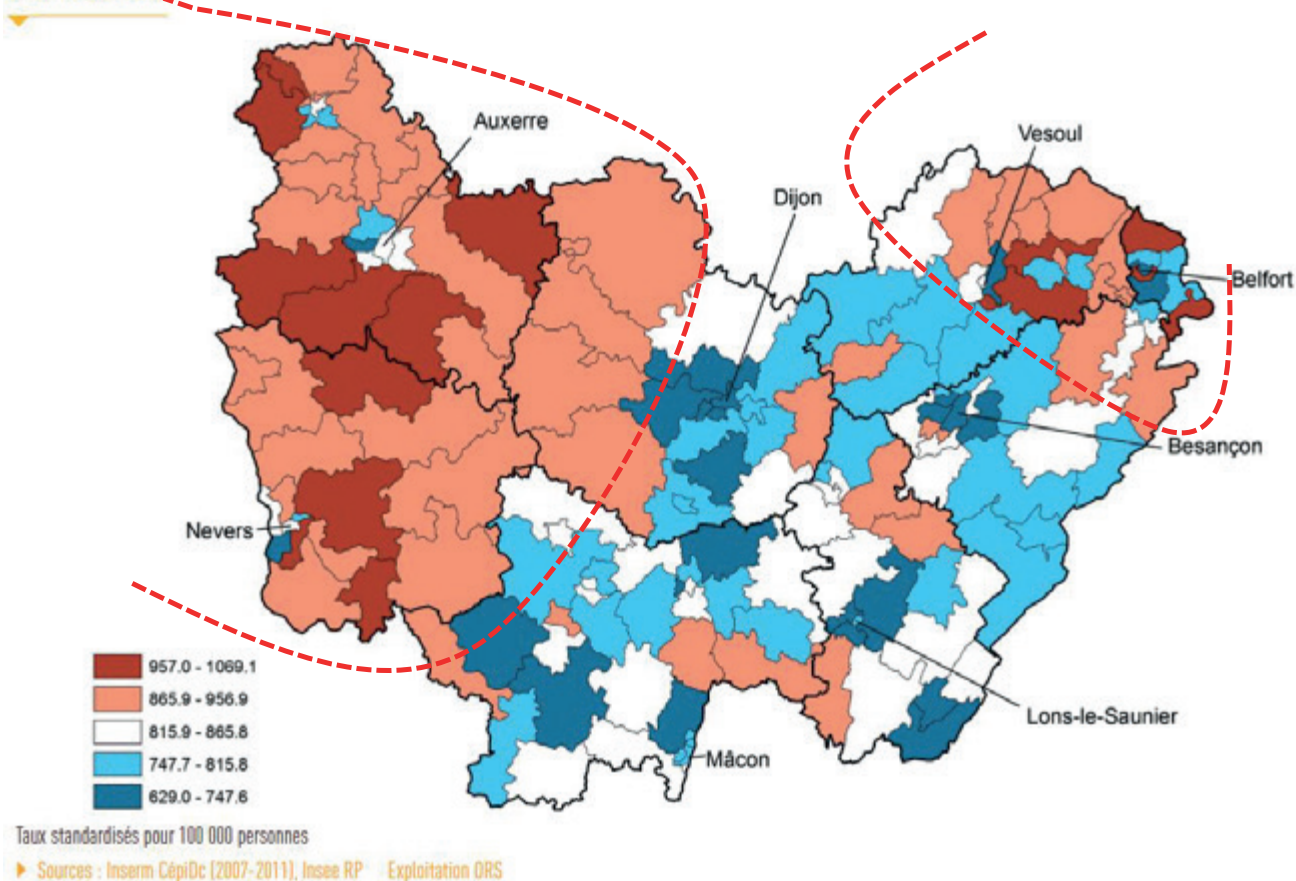 Auxerre
Vesoul
Dijon
Belfort
Besançon
Nevers
Lons-le-Saunier
Mâcon
957.0 - 1069.1
865.9 - 956.9
815.9 - 865.8
747.7 - 815.8
629.0 - 747.6
Taux standardisés pour 100 000 personnes
Sources : Inserm CépiDc [2007-2011], Insee RP Exploitation ORS